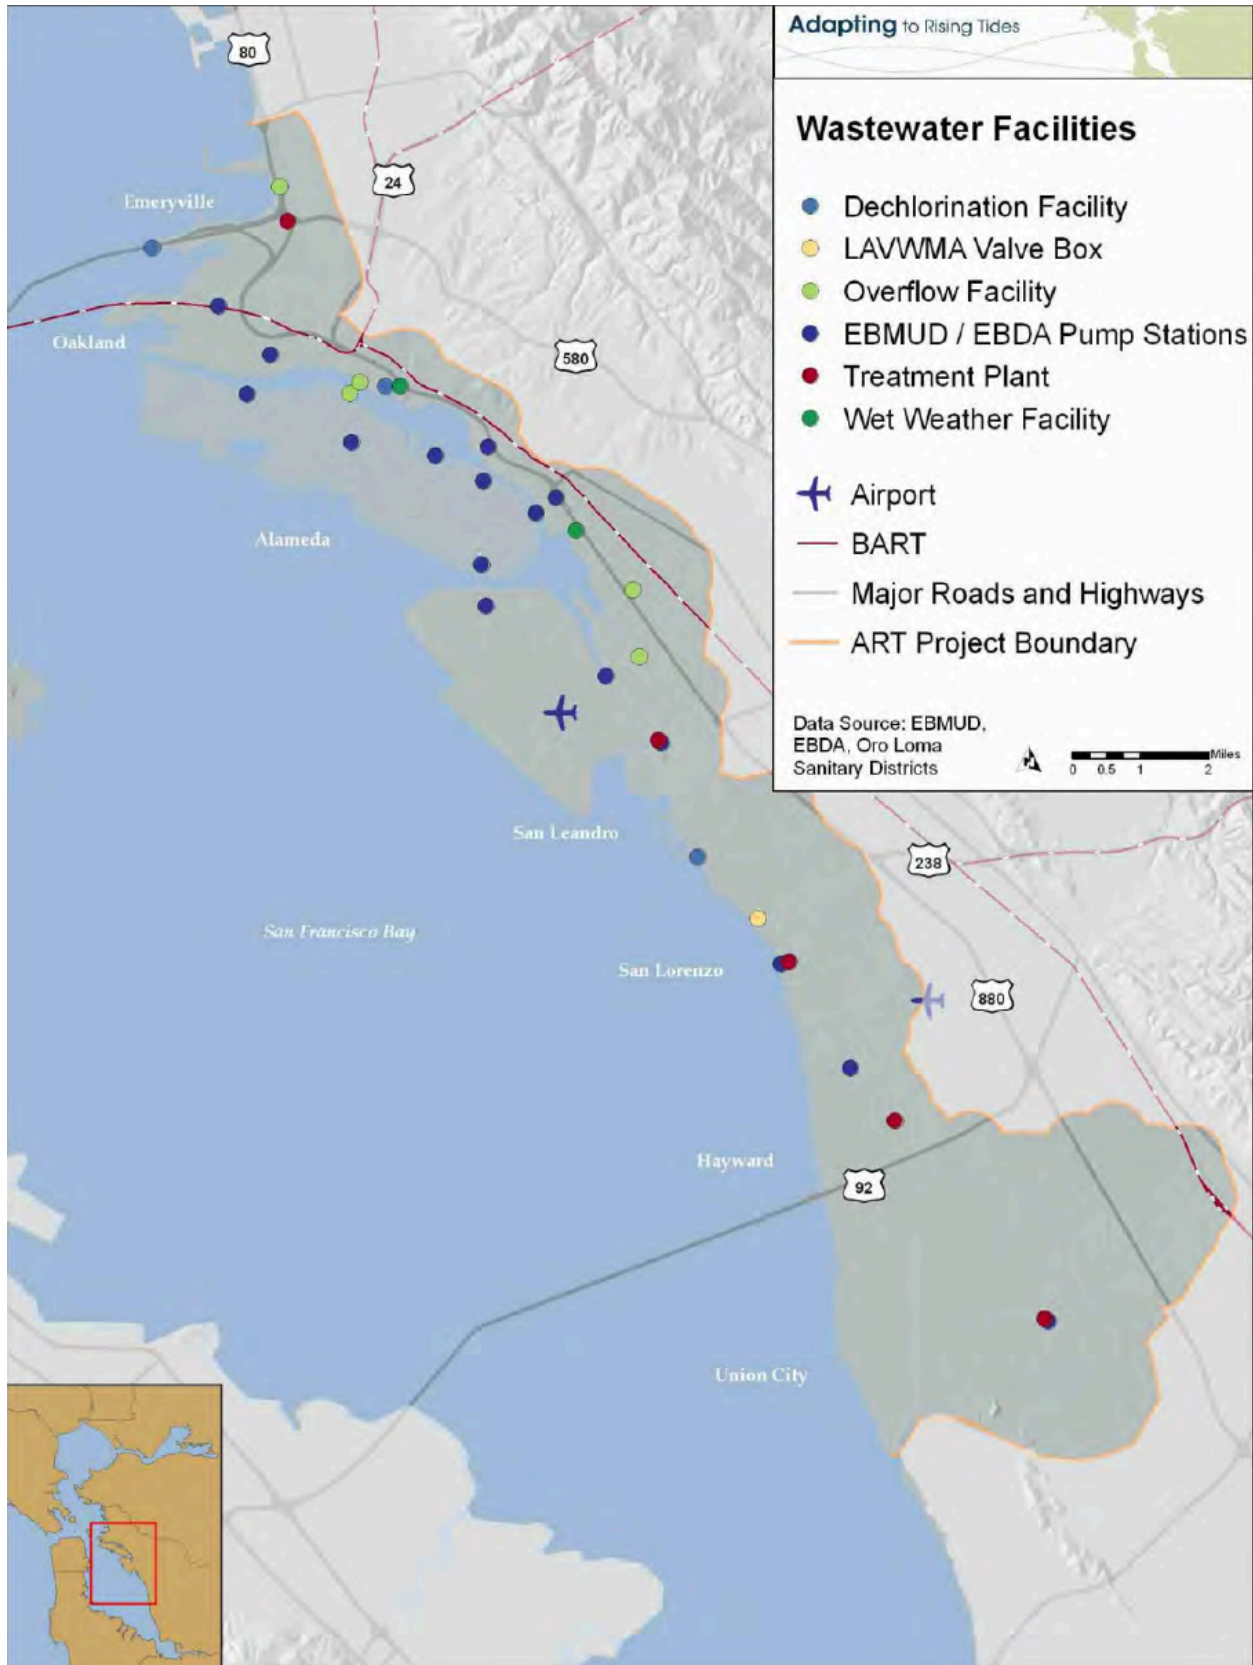 Adapting to Rising Tides
Wastewater Facilities
Dechlorination Facility
LAVWMA Valve Box
Overflow Facility
EBMUD / EBDA Pump Stations
Treatment Plant
Wet Weather Facility
Airport
BART
Major Roads and Highways
ART Project Boundary
Data Source: EBMUD,
EBDA, Oro Loma
Sanitary Districts
Miles
0 0.5 1 2
80
24
Emeryville
Oakland
580
Alameda
San Leandro
238
San Francisco Bay
San Lorenzo
880
Hayward
92
Union City